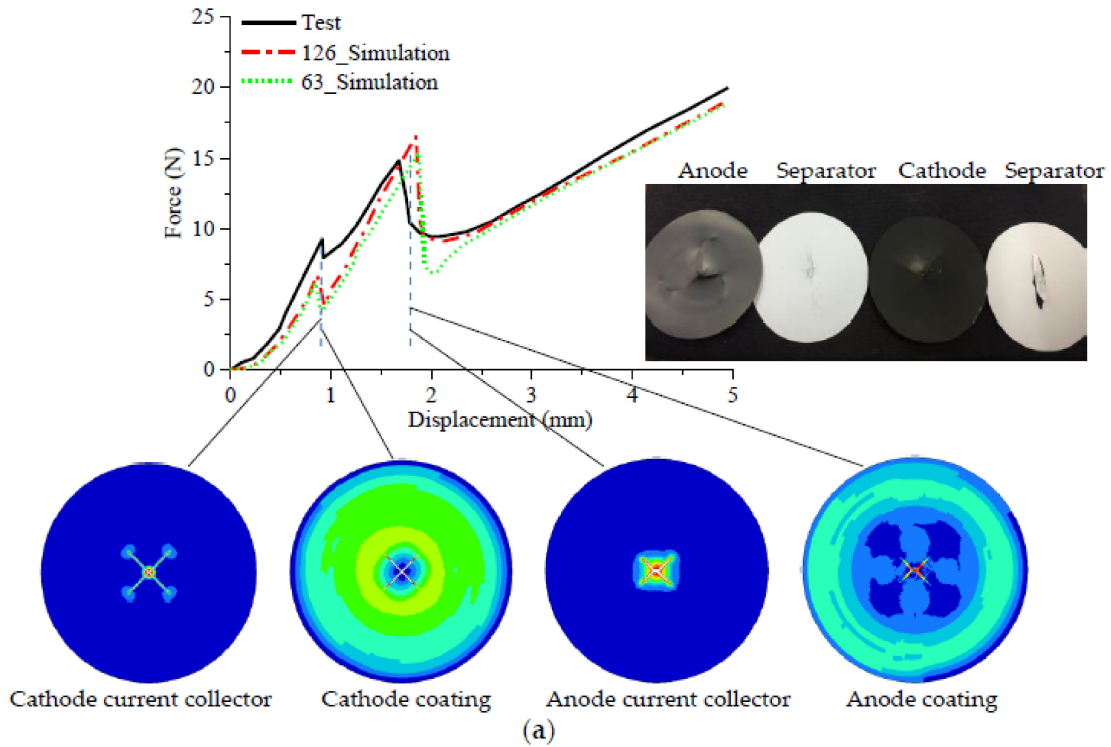 25
20
15
10
5
0
Force (N)
Test
126_Simulation
63_Simulation
Anode Separator Cathode Separator
0 1 2 3 4 5
Displacement (mm)
Cathode current collector Cathode coating Anode current collector Anode coating
(a)